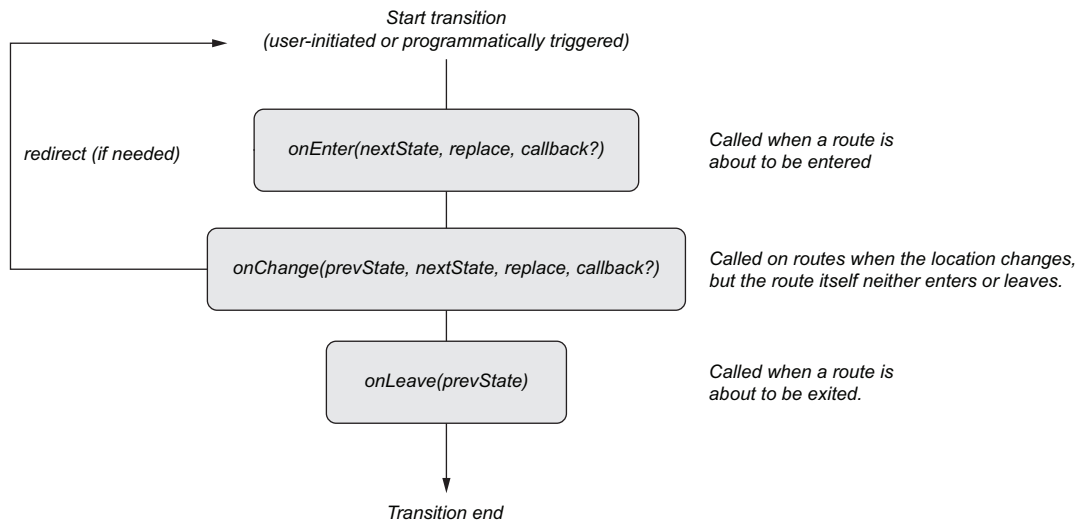 Start transition
(user-initiated or programmatically triggered)
redirect (if needed)
onEnter(nextState, replace, callback?)
Called when a route is
about to be entered
onChange(prevState, nextState, replace, callback?)
Called on routes when the location changes,
but the route itself neither enters or leaves.
onLeave(prevState)
Called when a route is
about to be exited.
Transition end